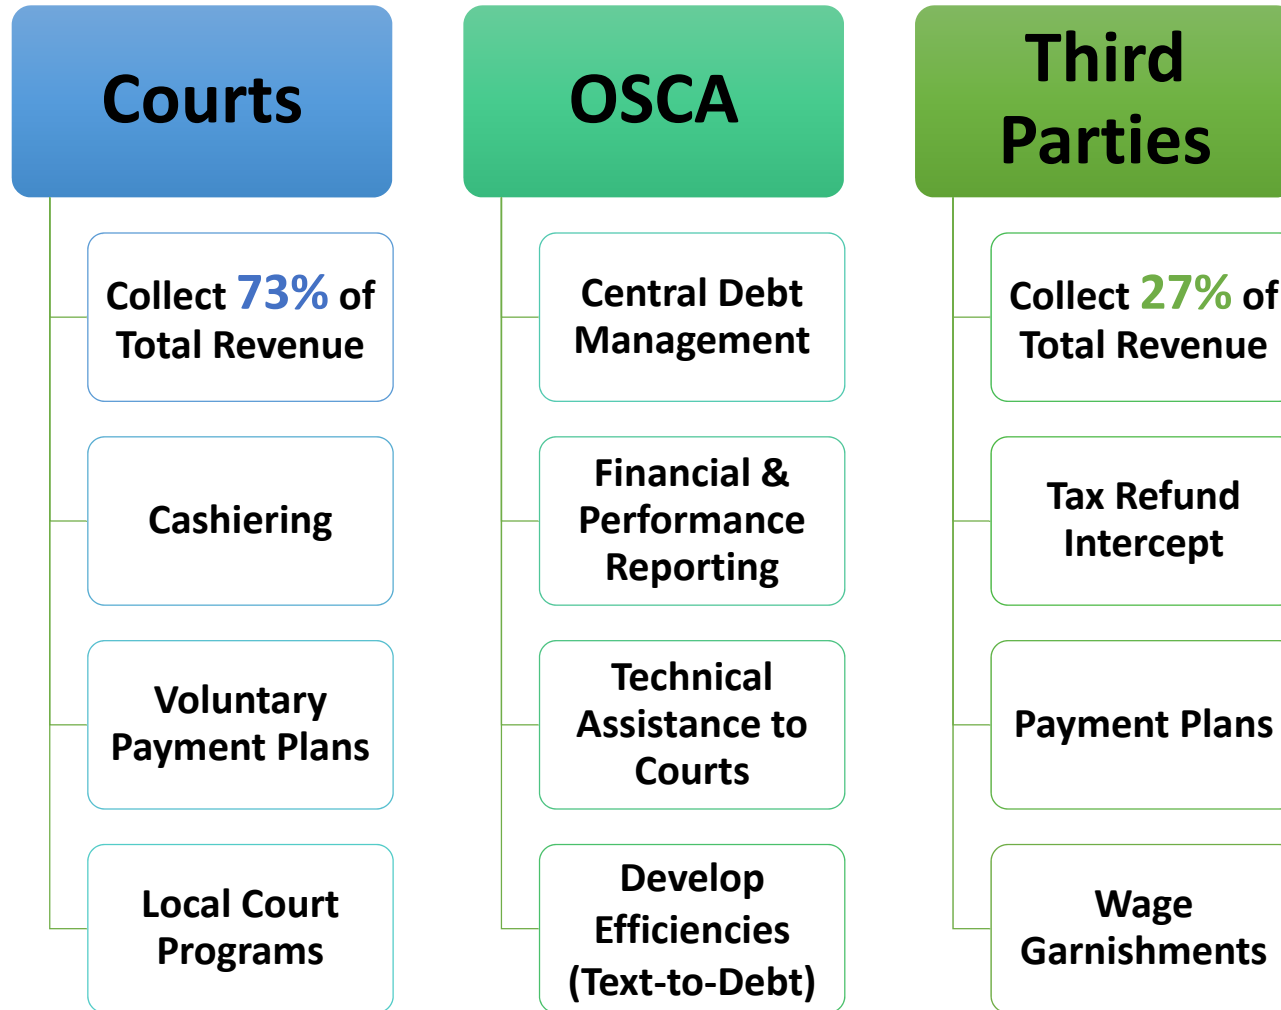 Courts
Collect 73% of
Total Revenue
Cashiering
Voluntary
Payment Plans
Local Court
Programs
OSCA
Central Debt
Management
Financial &
Performance
Reporting
Technical
Assistance to
Courts
Develop
Efficiencies
(Text-to-Debt)
Third
Parties
Collect 27% of
Total Revenue
Tax Refund
Intercept
Payment Plans
Wage
Garnishments